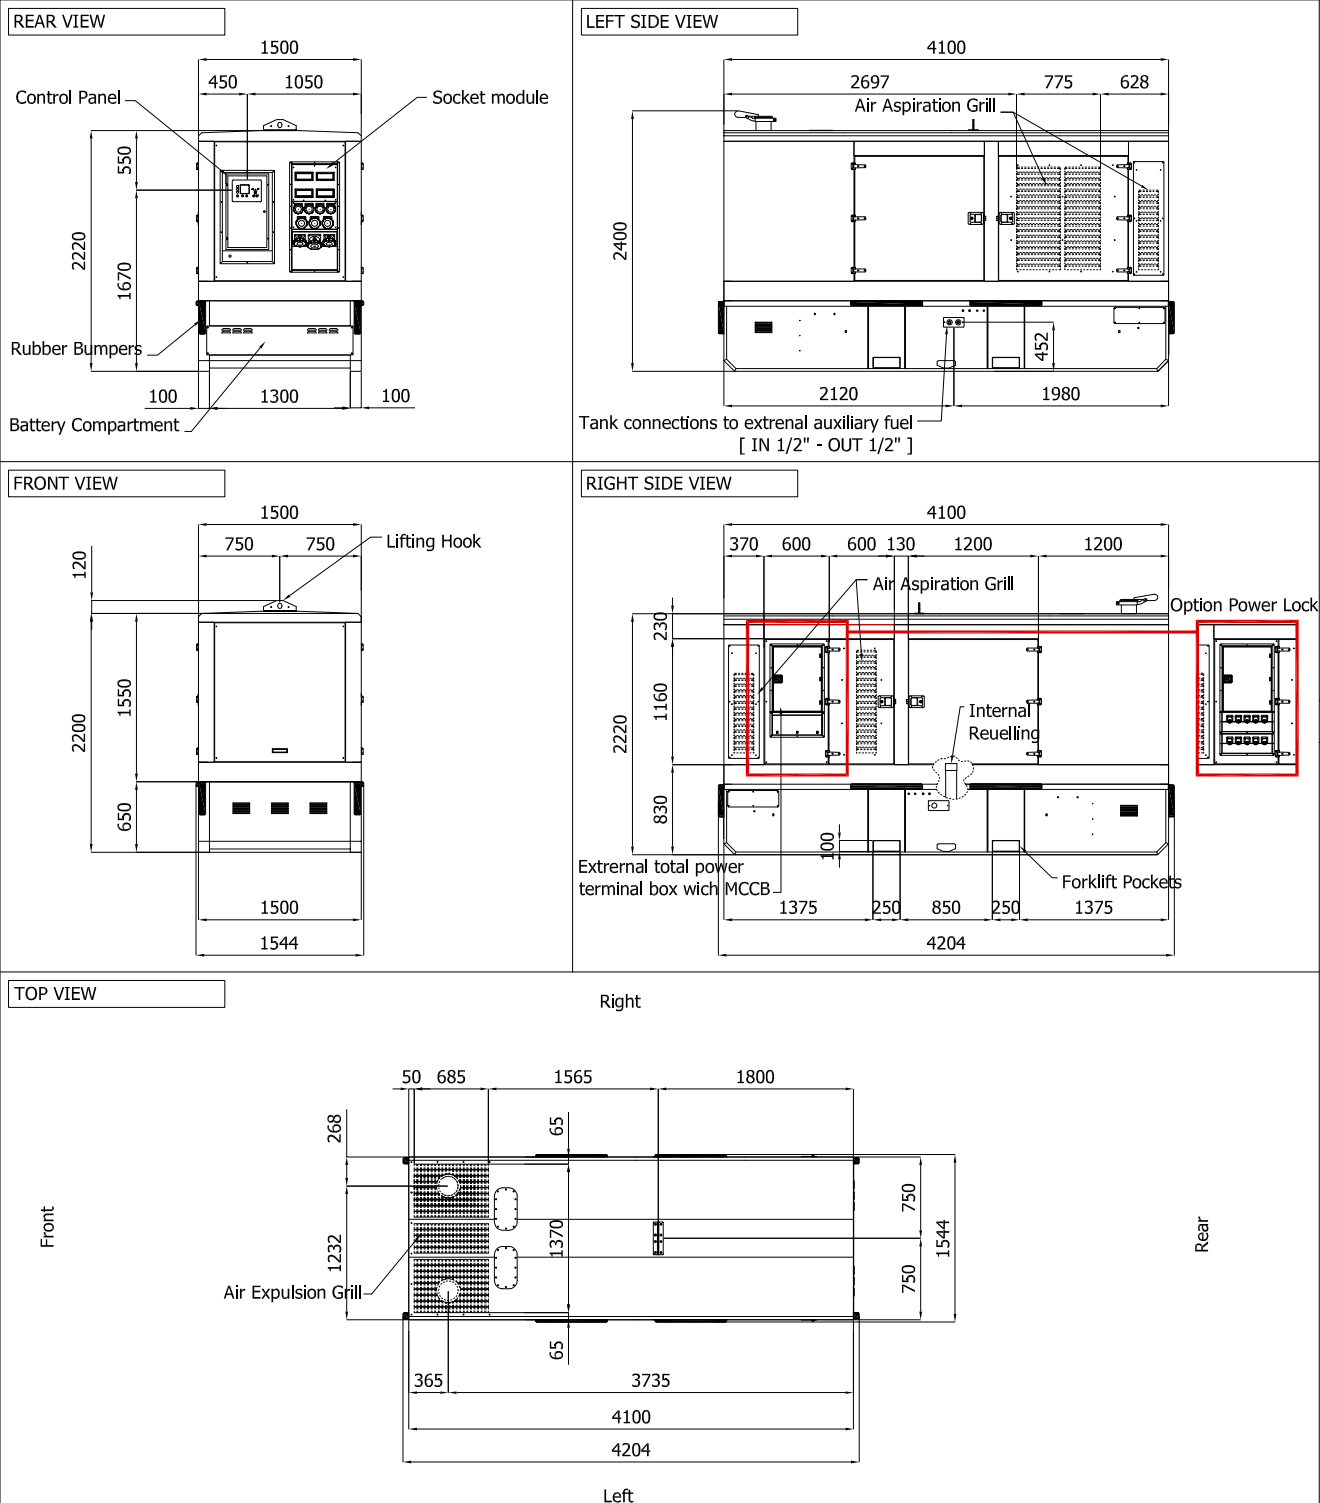 REAR VIEW
1500
450
1050
Control Panel
Socket module
550
2220
1670
Rubber Bumpers
100
1300
100
Battery Compartment
LEFT SIDE VIEW
4100
2697
775
628
Air Aspiration Grill
2400
452
2120
1980
Tank connections to extrenal auxiliary fuel
[ IN 1/2" - OUT 1/2" ]
FRONT VIEW
1500
750
750
Lifting Hook
120
1550
2200
650
1500
1544
RIGHT SIDE VIEW
4100
370
600
600
130
1200
1200
Air Aspiration Grill
Option Power Lock
230
1160
2220
Internal
Reuelling
830
100
Extrernal total power
terminal box wich MCCB
Forklift Pockets
1375
250
850
250
1375
4204
TOP VIEW
Right
50
685
1565
1800
268
65
Front
1232
1370
750
1544
Rear
750
Air Expulsion Grill
65
365
3735
4100
4204
Left